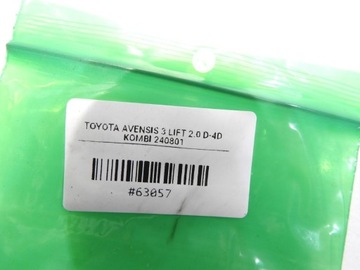 TOYOTA AVENSIS 3 LIFT 2.0 D-4D
KOMBI 240801
#63057